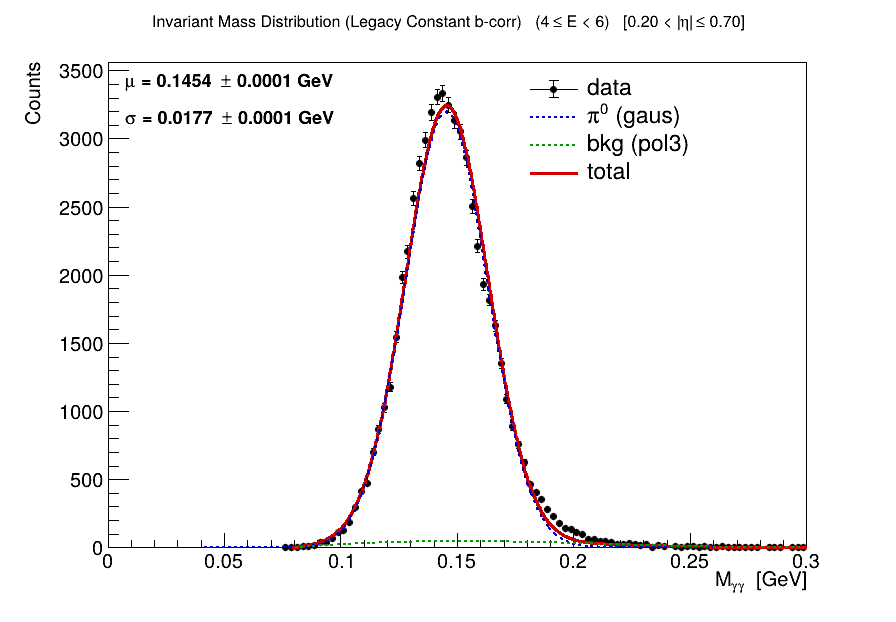 Invariant Mass Distribution (Legacy Constant b-corr) (4 ≤ E < 6) [0.20 < |η| ≤ 0.70]
Counts
3500
3000
2500
2000
1500
1000
500
0
μ = 0.1454 ± 0.0001 GeV
σ = 0.0177 ± 0.0001 GeV
data
π⁰ (gaus)
bkg (pol3)
total
0 0.05 0.1 0.15 0.2 0.25 0.3
Mγγ [GeV]